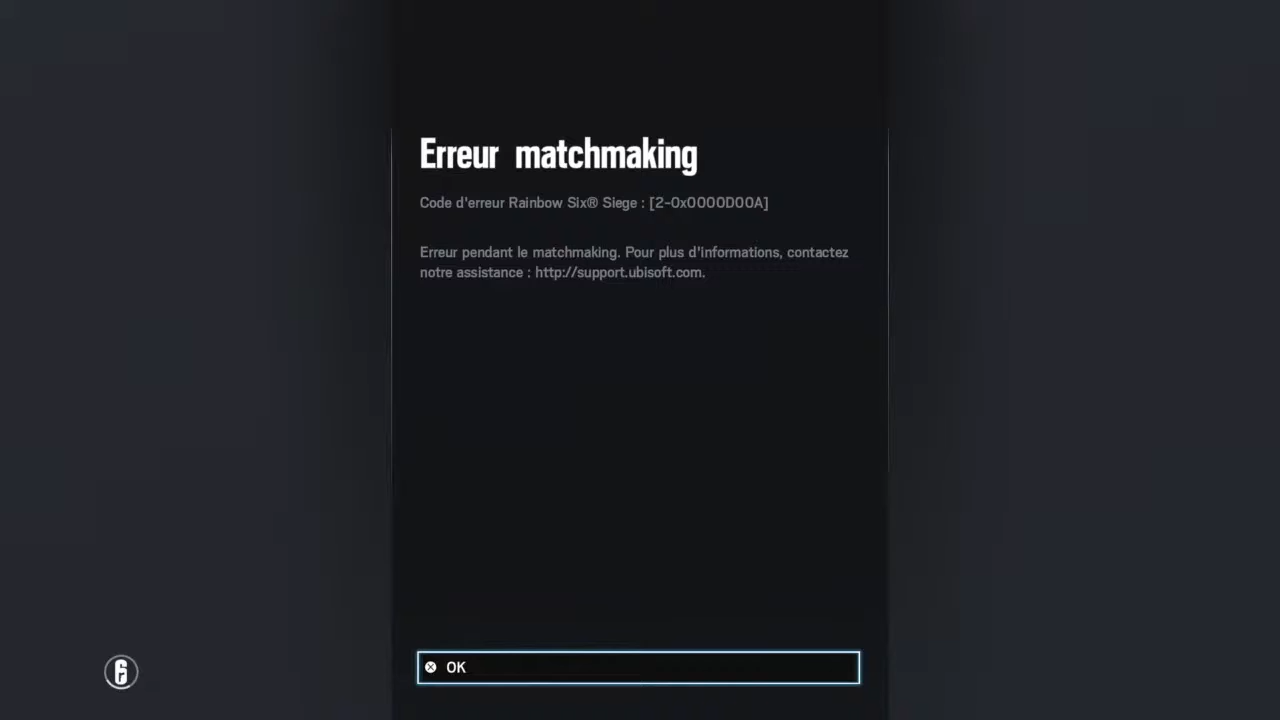 Erreur matchmaking
Code d'erreur Rainbow Six® Siege : [2-0x0000D00A]
Erreur pendant le matchmaking. Pour plus d'informations, contactez
notre assistance : http://support.ubisoft.com.
OK
6